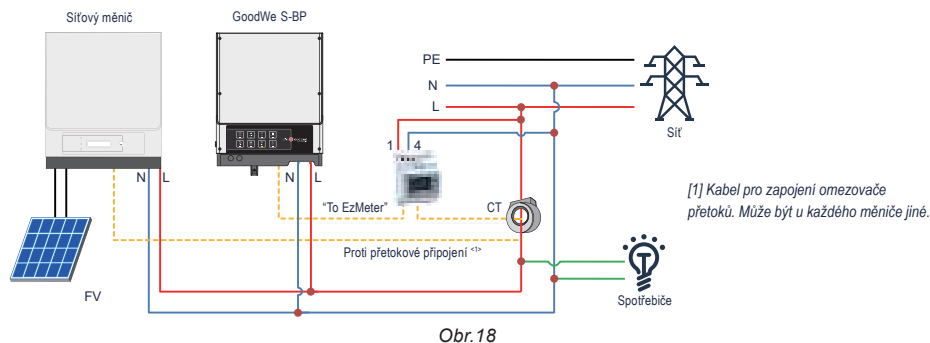 Síťový měnič
GoodWe S-BP
PE
N
L
Síť
1 4
N L
N L
"To EzMeter"
CT
[1] Kabel pro zapojení omezovače
přetoků. Může být u každého měniče jiné.
Proti přetokové připojení <1>
FV
Spotřebiče
Obr.18